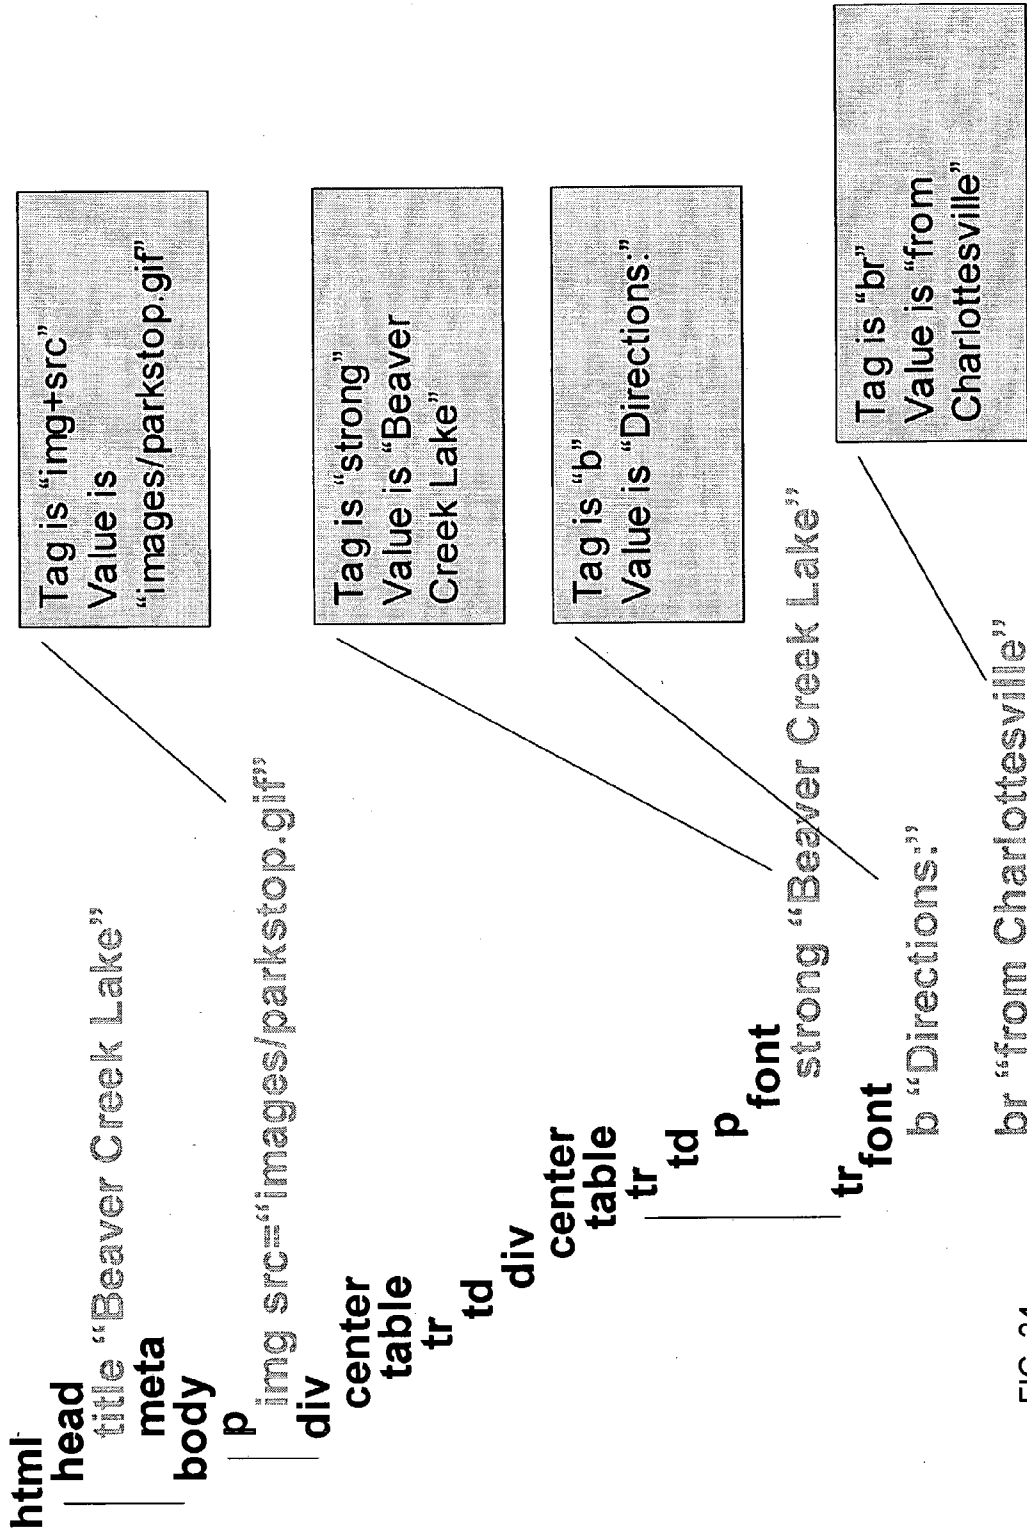 html
head
title “Beaver Creek Lake”
meta
body
p
img src=“images/parkstop.gif”
div
center
table
tr
td
div
center
table
tr
td
p
font
strong “Beaver Creek Lake”
tr
font
b “Directions:”
br “from Charlottesville”
Tag is “img+src”
Value is
“images/parkstop.gif”
Tag is “strong”
Value is “Beaver
Creek Lake”
Tag is “b”
Value is “Directions:”
Tag is “br”
Value is “from
Charlottesville”